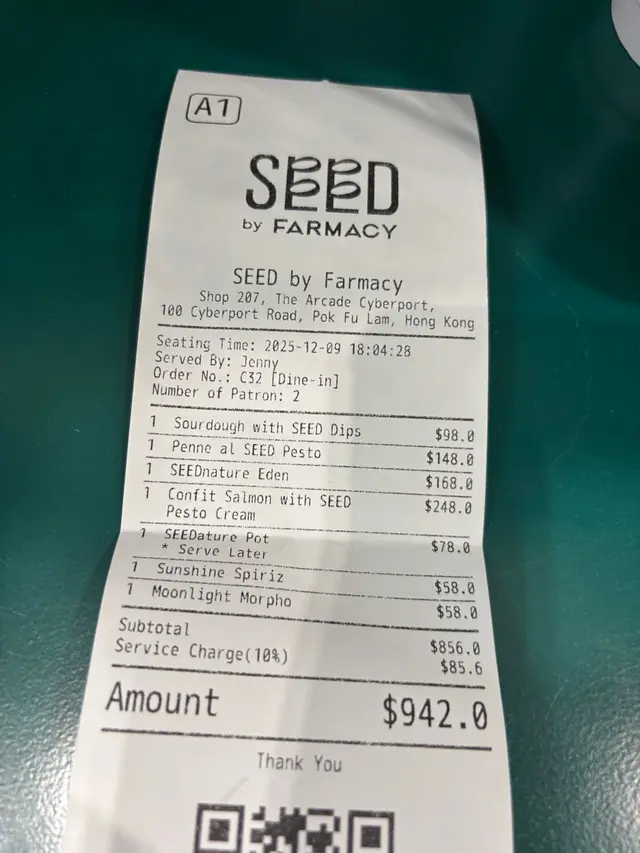 A1
SEED
by FARMACY
SEED by Farmacy
Shop 207, The Arcade Cyberport,
100 Cyberport Road, Pok Fu Lam, Hong Kong
Seating Time: 2025-12-09 18:04:28
Served By: Jenny
Order No.: C32 [Dine-in]
Number of Patron: 2
1 Sourdough with SEED Dips $98.0
1 Penne al SEED Pesto $148.0
1 SEEDnature Eden $168.0
1 Confit Salmon with SEED $248.0
Pesto Cream
1 SEEDature Pot $78.0
* Serve Later
1 Sunshine Spiriz $58.0
1 Moonlight Morpho $58.0
Subtotal $856.0
Service Charge(10%) $85.6
Amount $942.0
Thank You